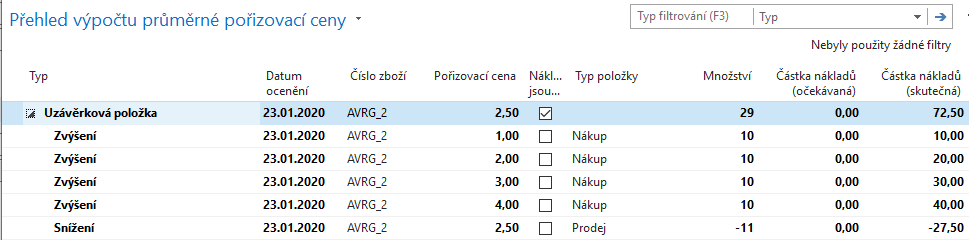 Přehled výpočtu průměrné pořizovací ceny
Typ filtrování (F3) Typ
Nebyly použity žádné filtry
Typ Datum ocenění Číslo zboží Pořizovací cena Nákl... jsou... Typ položky Množství Částka nákladů (očekávaná) Částka nákladů (skutečná)
Uzávěrková položka 23.01.2020 AVRG_2 2,50 29 0,00 72,50
Zvýšení 23.01.2020 AVRG_2 1,00 Nákup 10 0,00 10,00
Zvýšení 23.01.2020 AVRG_2 2,00 Nákup 10 0,00 20,00
Zvýšení 23.01.2020 AVRG_2 3,00 Nákup 10 0,00 30,00
Zvýšení 23.01.2020 AVRG_2 4,00 Nákup 10 0,00 40,00
Snížení 23.01.2020 AVRG_2 2,50 Prodej -11 0,00 -27,50